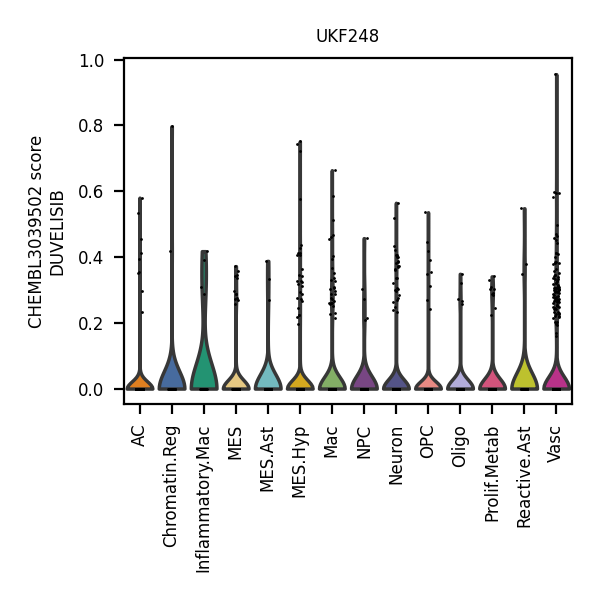 UKF248
CHEMBL3039502 score
DUVELISIB
1.0
0.8
0.6
0.4
0.2
0.0
AC
Chromatin.Reg
Inflammatory.Mac
MES
MES.Ast
MES.Hyp
Mac
NPC
Neuron
OPC
Oligo
Prolif.Metab
Reactive.Ast
Vasc